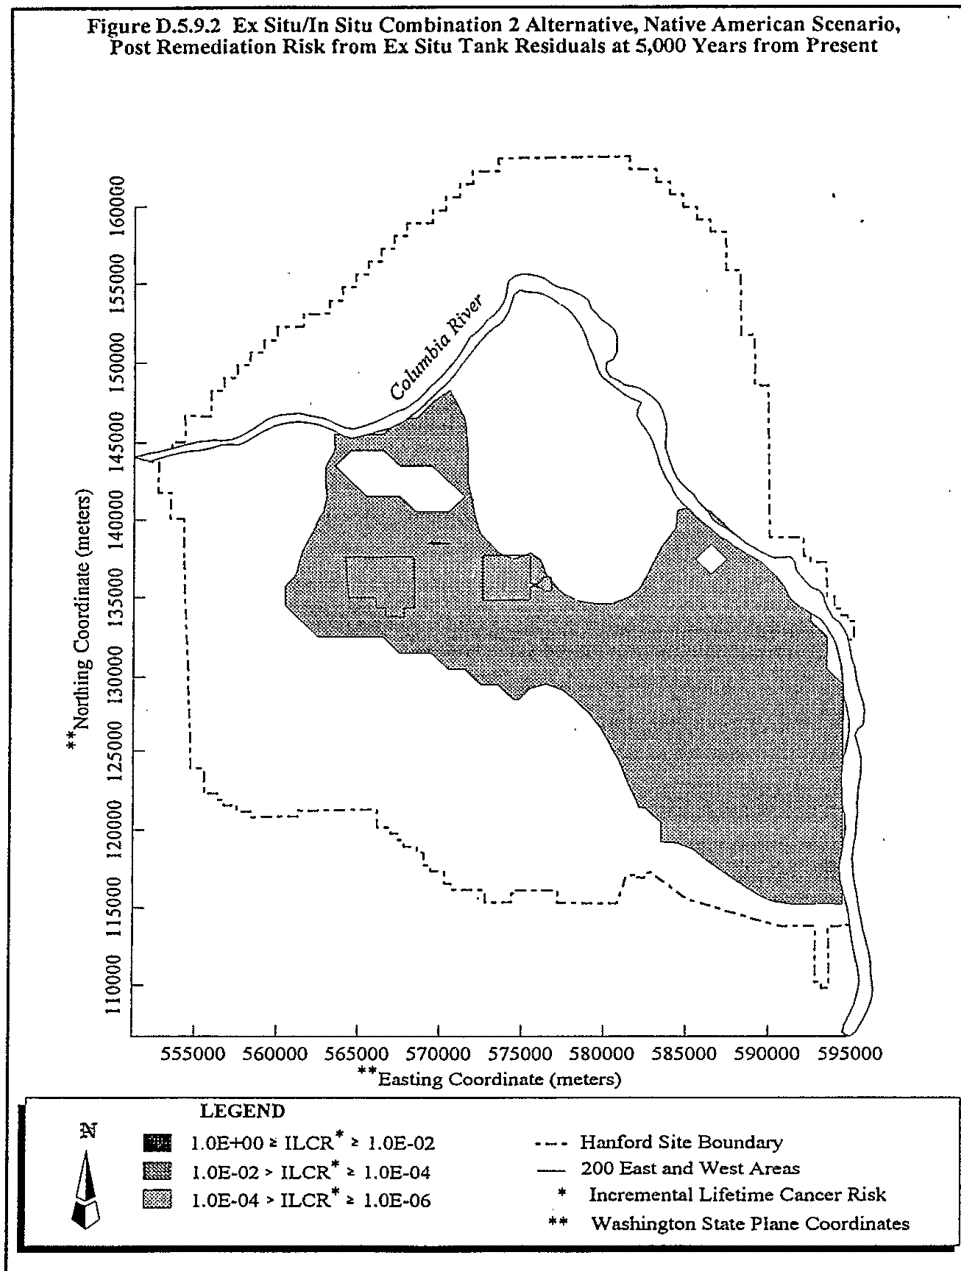 Figure D.5.9.2 Ex Situ/In Situ Combination 2 Alternative, Native American Scenario,
Post Remediation Risk from Ex Situ Tank Residuals at 5,000 Years from Present
160000
155000
150000
145000
140000
135000
130000
125000
120000
115000
110000
**Northing Coordinate (meters)
Columbia River
555000 560000 565000 570000 575000 580000 585000 590000 595000
**Easting Coordinate (meters)
LEGEND
N
1.0E+00 ≥ ILCR* ≥ 1.0E-02
1.0E-02 > ILCR* ≥ 1.0E-04
1.0E-04 > ILCR* ≥ 1.0E-06
Hanford Site Boundary
200 East and West Areas
* Incremental Lifetime Cancer Risk
** Washington State Plane Coordinates